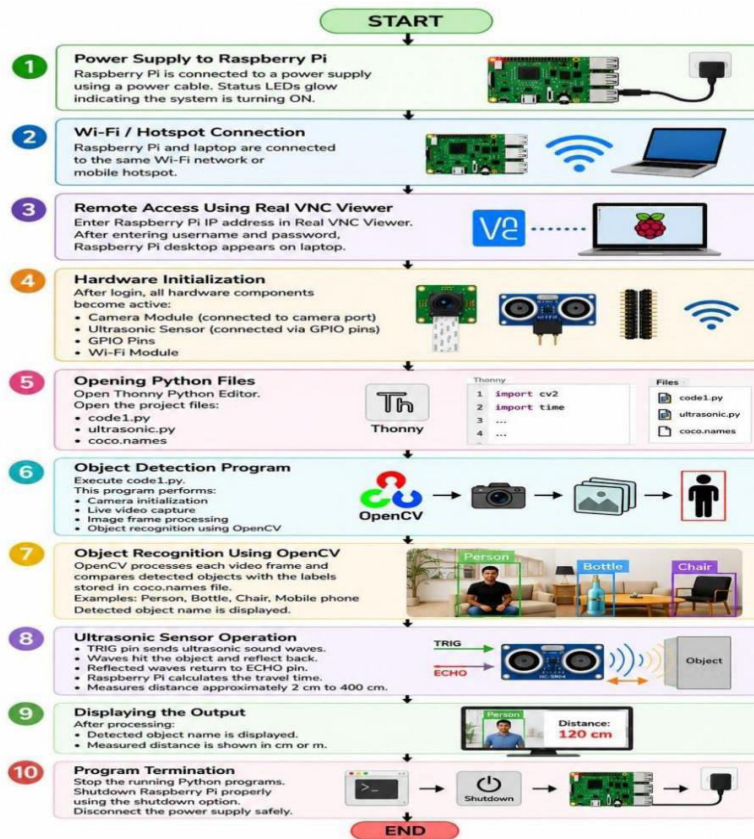 START
1
Power Supply to Raspberry Pi
Raspberry Pi is connected to a power supply
using a power cable. Status LEDs glow
indicating the system is turning ON.
2
Wi-Fi / Hotspot Connection
Raspberry Pi and laptop are connected
to the same Wi-Fi network or
mobile hotspot.
3
Remote Access Using Real VNC Viewer
Enter Raspberry Pi IP address in Real VNC Viewer.
After entering username and password,
Raspberry Pi desktop appears on laptop.
4
Hardware Initialization
After login, all hardware components
become active:
• Camera Module (connected to camera port)
• Ultrasonic Sensor (connected via GPIO pins)
• GPIO Pins
• Wi-Fi Module
5
Opening Python Files
Open Thonny Python Editor.
Open the project files:
• code1.py
• ultrasonic.py
• coco.names
Th
Thonny
Thonny
1 import cv2
2 import time
3 ...
4 ...
Files
code1.py
ultrasonic.py
coco.names
6
Object Detection Program
Execute code1.py.
This program performs:
• Camera initialization
• Live video capture
• Image frame processing
• Object recognition using OpenCV
OpenCV
7
Object Recognition Using OpenCV
OpenCV processes each video frame and
compares detected objects with the labels
stored in coco.names file.
Examples: Person, Bottle, Chair, Mobile phone
Detected object name is displayed.
Person
Bottle
Chair
8
Ultrasonic Sensor Operation
• TRIG pin sends ultrasonic sound waves.
• Waves hit the object and reflect back.
• Reflected waves return to ECHO pin.
• Raspberry Pi calculates the travel time.
• Measures distance approximately 2 cm to 400 cm.
TRIG
ECHO
HC-SR04
Object
9
Displaying the Output
After processing:
• Detected object name is displayed.
• Measured distance is shown in cm or m.
Person
Distance:
120 cm
10
Program Termination
Stop the running Python programs.
Shutdown Raspberry Pi properly
using the shutdown option.
Disconnect the power supply safely.
>_
Shutdown
END